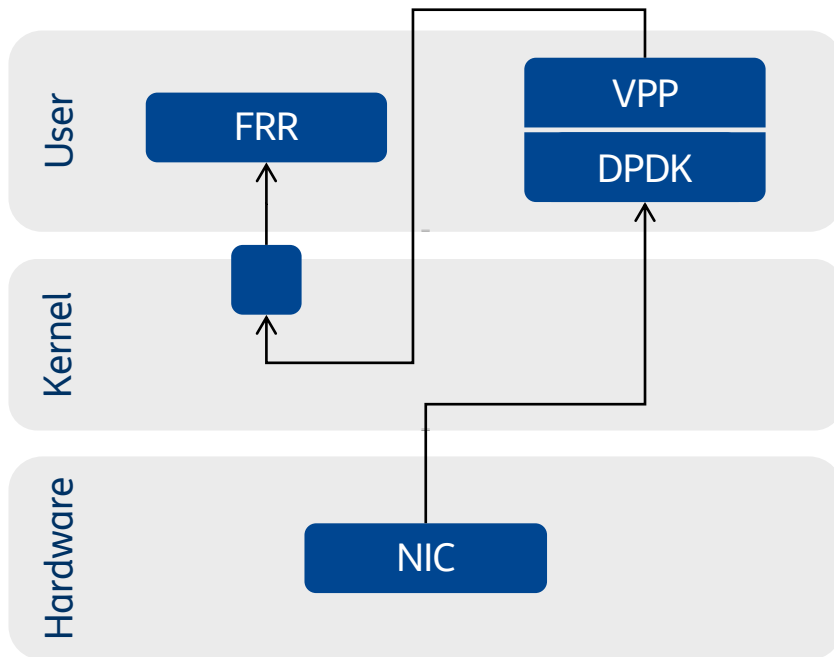 User
FRR
VPP
DPDK
Kernel
Hardware
NIC